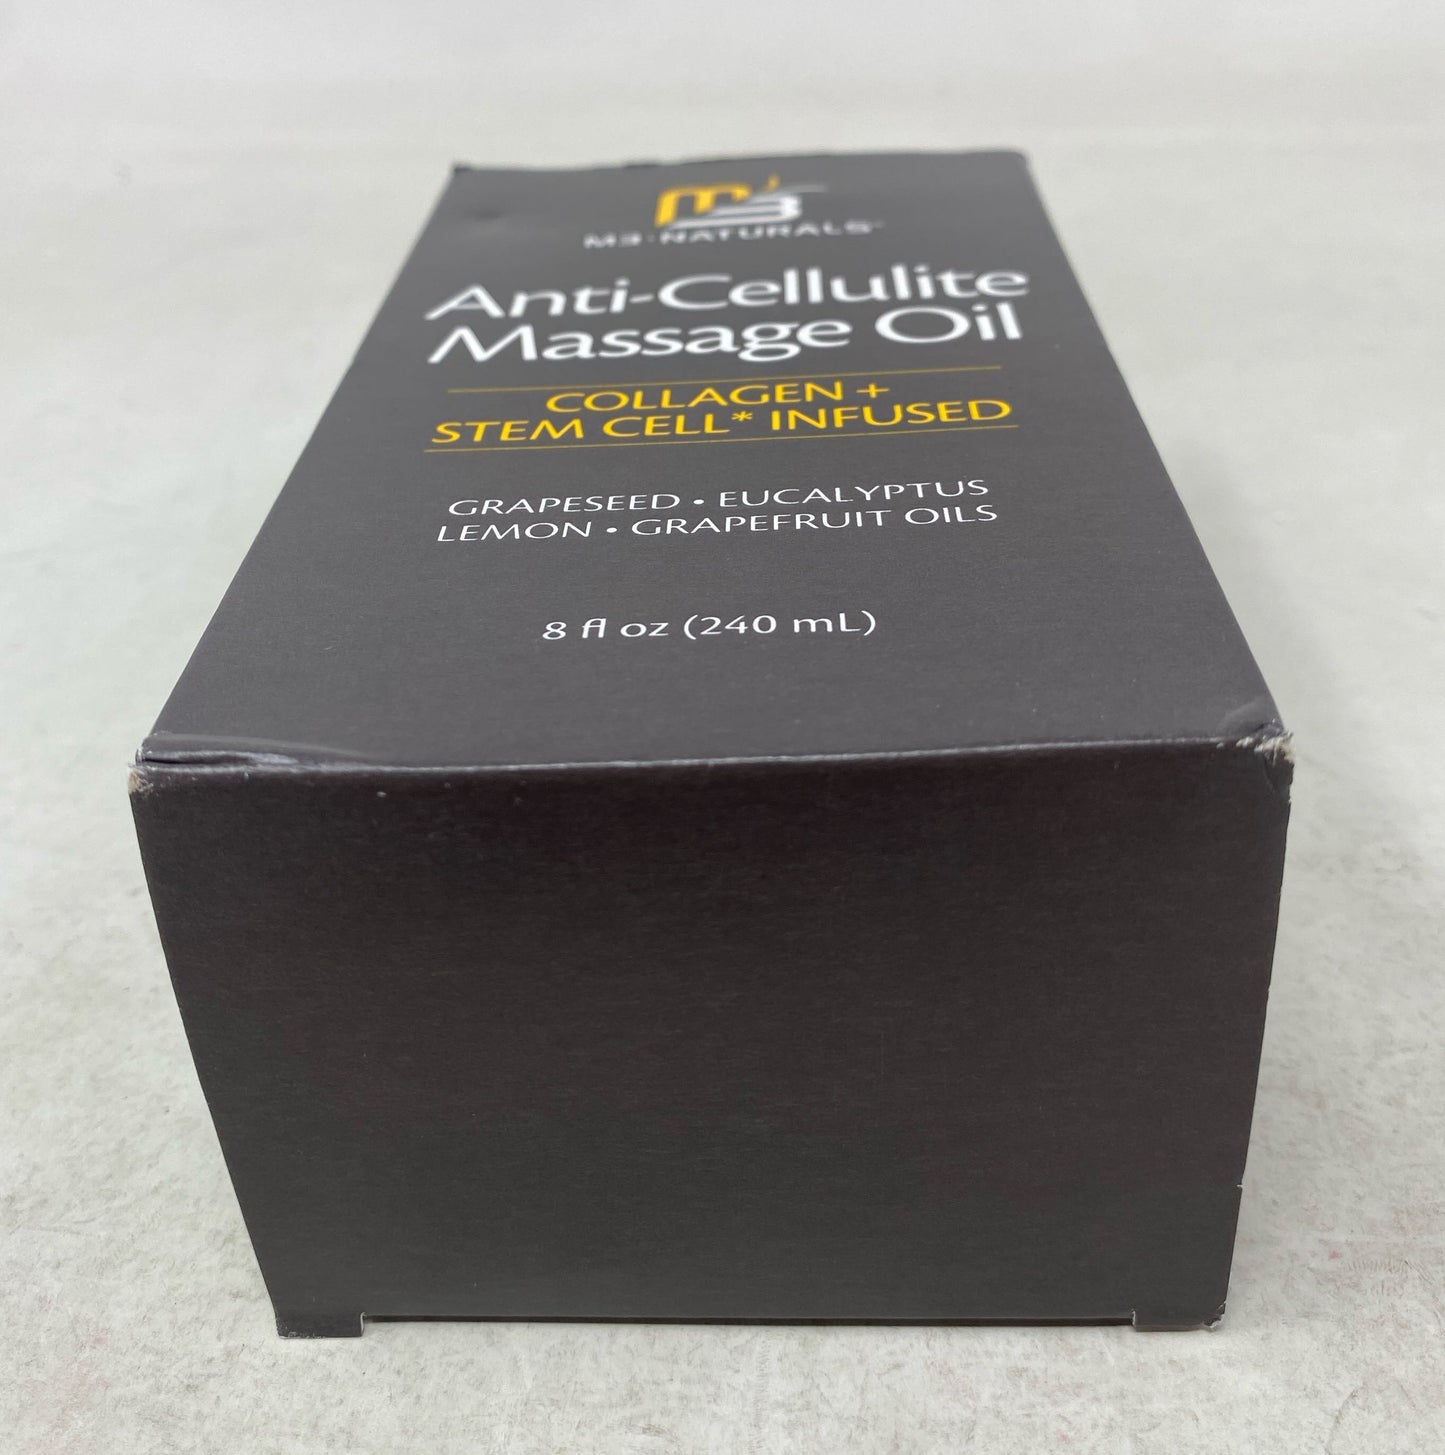 M3
M3·NATURALS™
Anti-Cellulite
Massage Oil
COLLAGEN +
STEM CELL* INFUSED
GRAPESEED • EUCALYPTUS
LEMON • GRAPEFRUIT OILS
8 fl oz (240 mL)